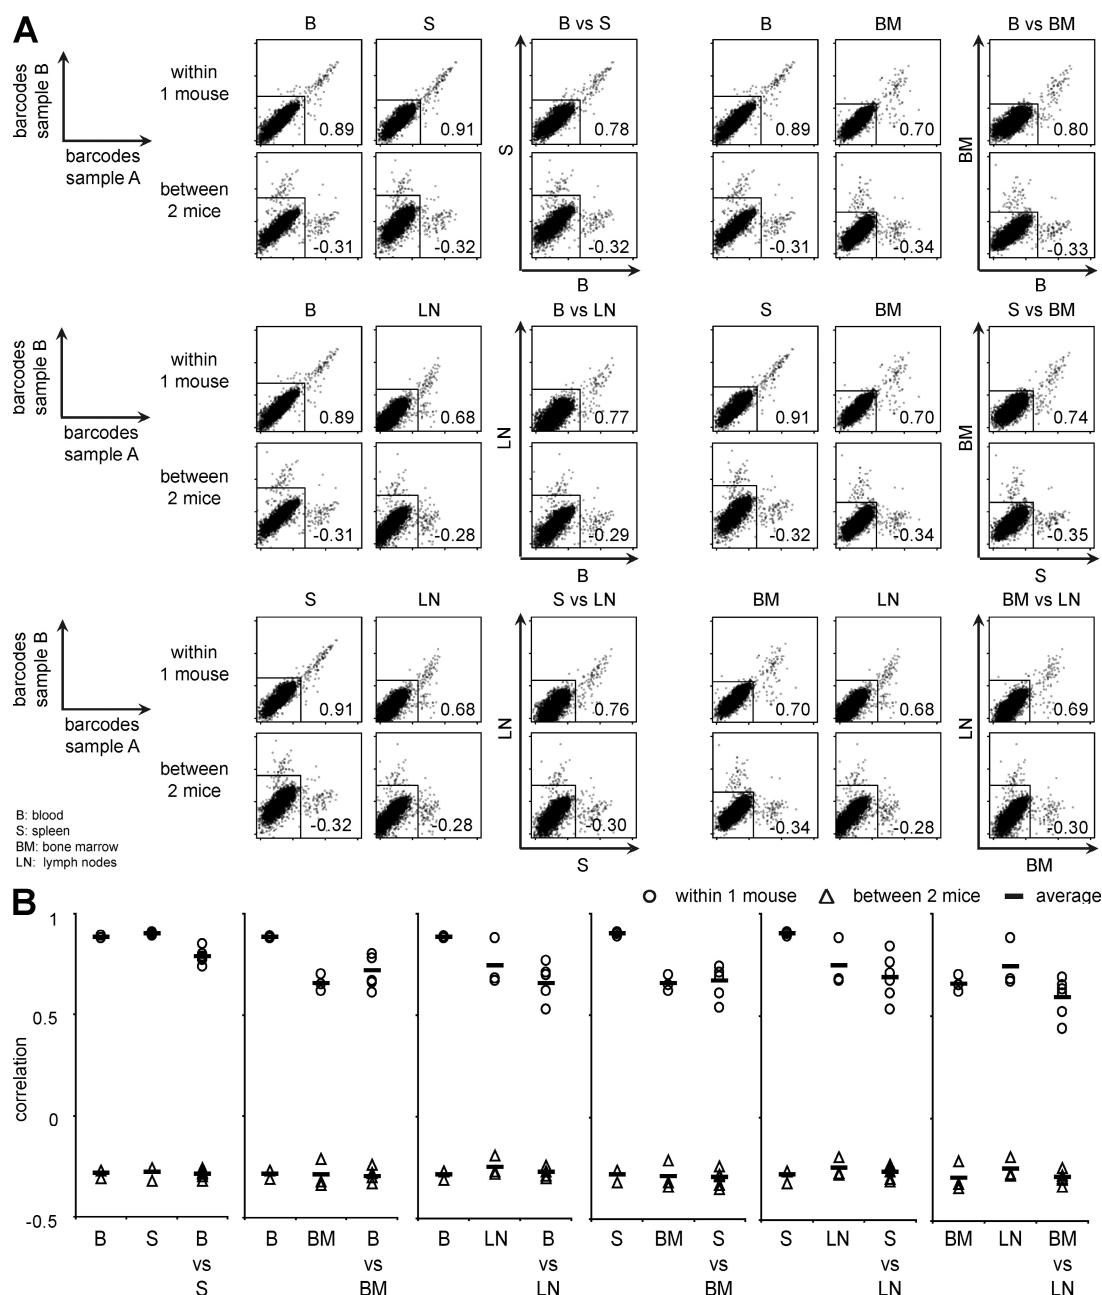 A
B S B vs S B BM B vs BM
barcodes
sample B
barcodes
sample A
within
1 mouse
0.89 0.91 0.78 0.89 0.70 0.80
between
2 mice
-0.31 -0.32 -0.32 -0.31 -0.34 -0.33
S BM
B B
B LN B vs LN S BM S vs BM
barcodes
sample B
barcodes
sample A
within
1 mouse
0.89 0.68 0.77 0.91 0.70 0.74
between
2 mice
-0.31 -0.28 -0.29 -0.32 -0.34 -0.35
LN BM
B S
S LN S vs LN BM LN BM vs LN
barcodes
sample B
barcodes
sample A
within
1 mouse
0.91 0.68 0.76 0.70 0.68 0.69
between
2 mice
-0.32 -0.28 -0.30 -0.34 -0.28 -0.30
LN LN
S BM
B: blood
S: spleen
BM: bone marrow
LN: lymph nodes
B
within 1 mouse between 2 mice average
correlation
1
0.5
0
-0.5
B S B vs S
B BM B vs BM
B LN B vs LN
S BM S vs BM
S LN S vs LN
BM LN BM vs LN